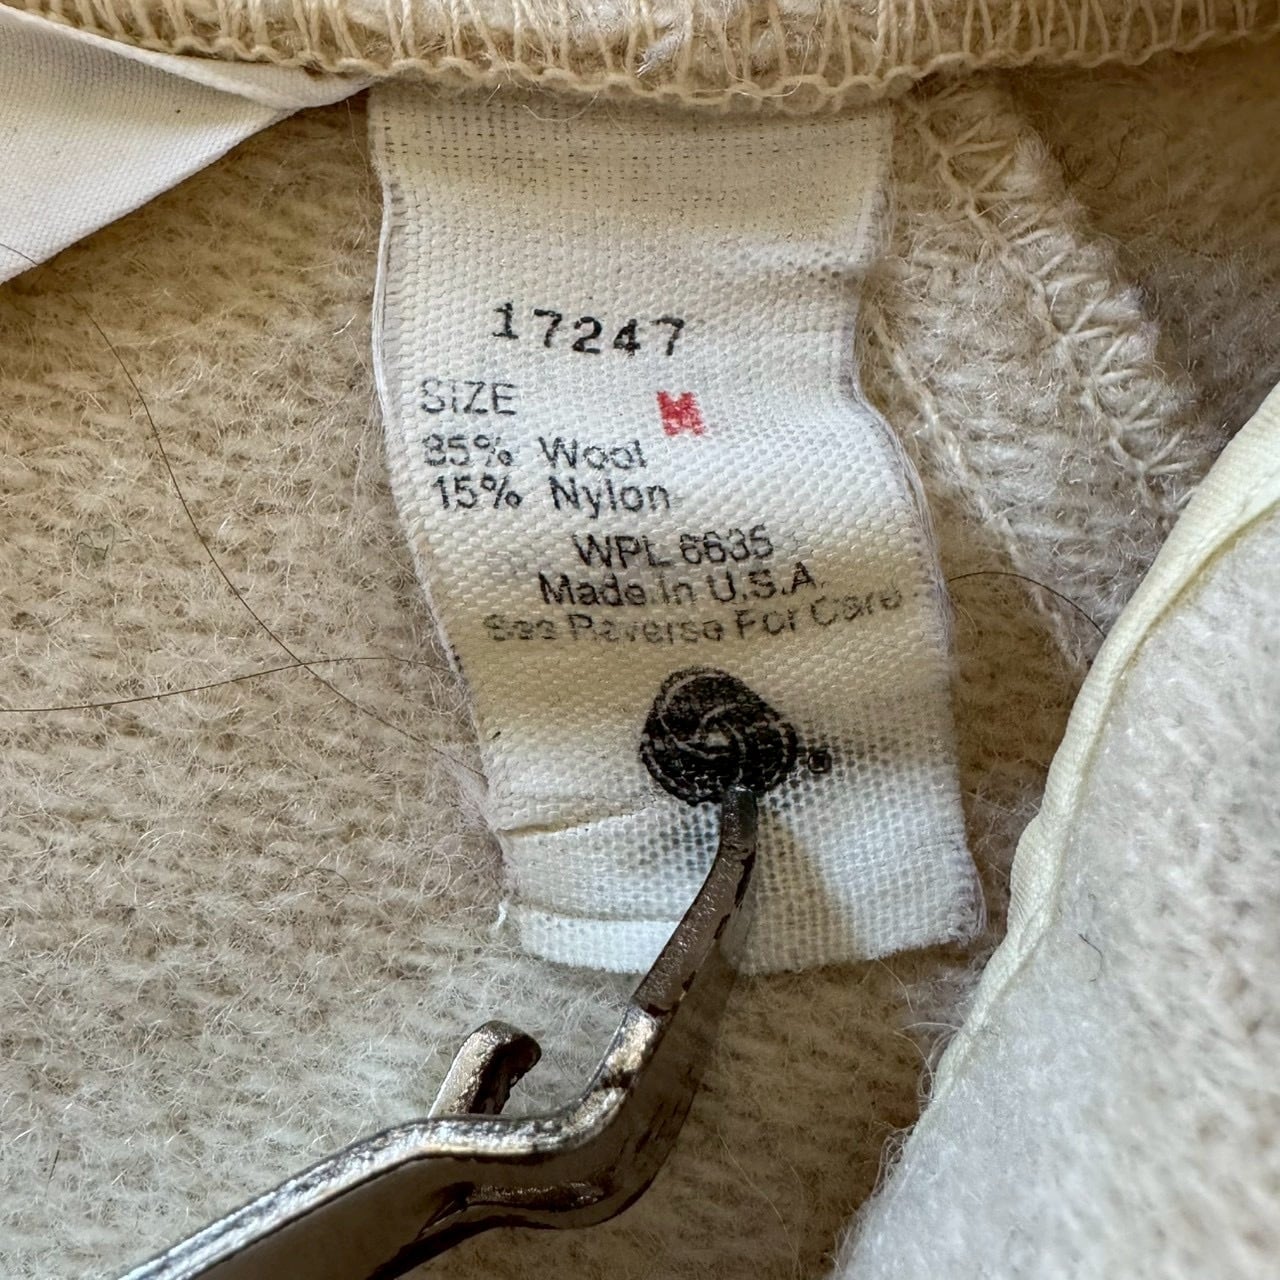 17247
SIZE M
85% Wool
15% Nylon
WPL 6635
Made In U.S.A.
See Reverse For Care
®